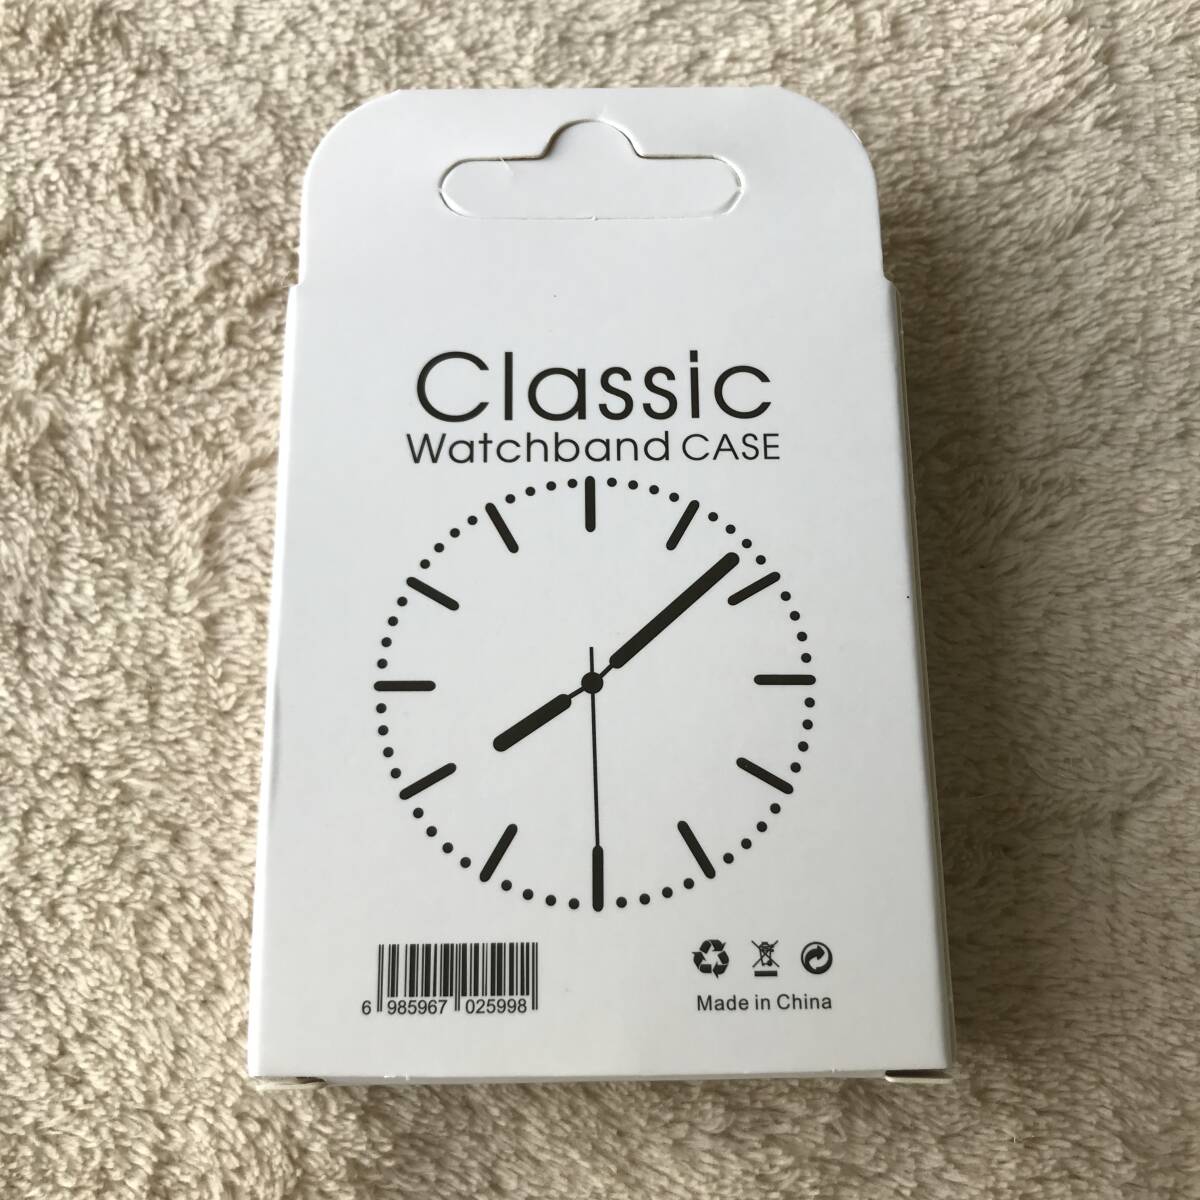 Classic
Watchband CASE
6 985967 025998
Made in China